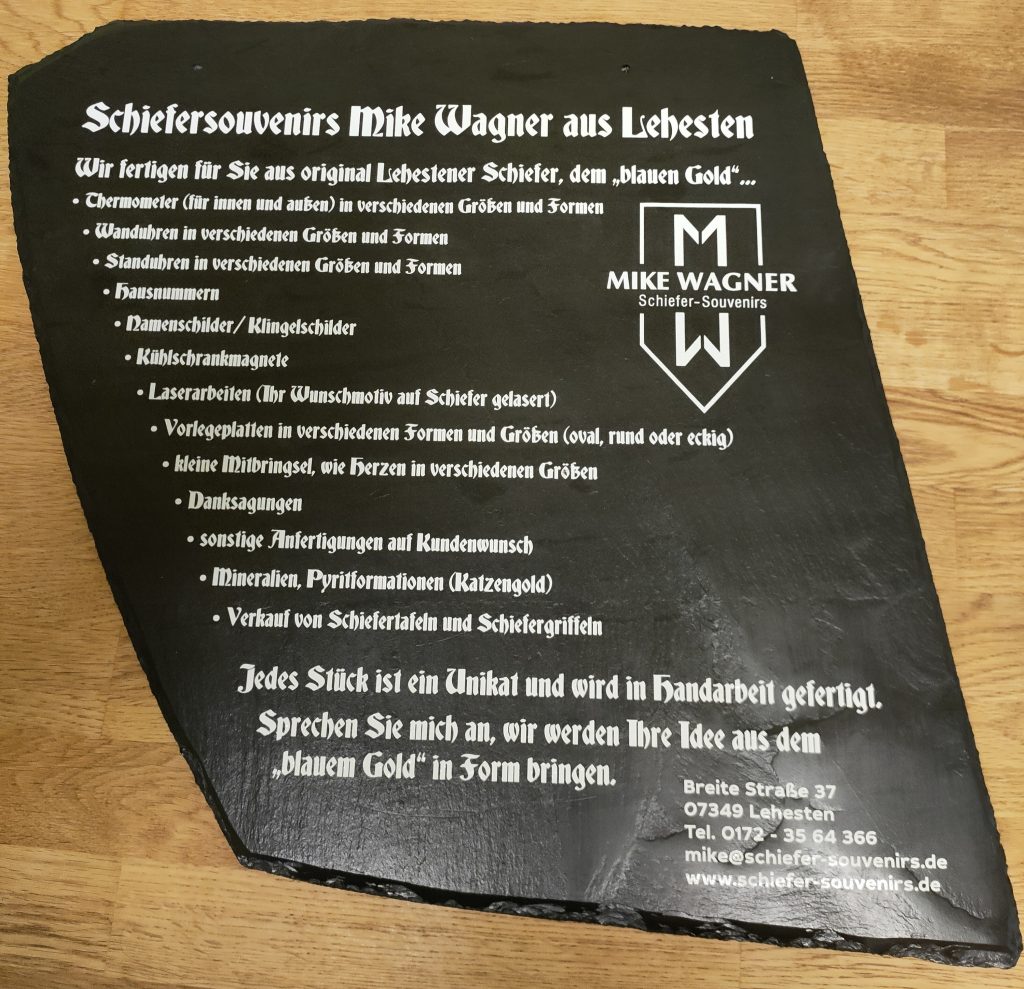 Schiefersouvenirs Mike Wagner aus Lehesten
Wir fertigen für Sie aus original Lehestener Schiefer, dem „blauen Gold“...
• Thermometer (für innen und außen) in verschiedenen Größen und Formen
• Wanduhren in verschiedenen Größen und Formen
• Standuhren in verschiedenen Größen und Formen
• Hausnummern
• Namenschilder/ Klingelschilder
• Kühlschrankmagnete
• Laserarbeiten (Ihr Wunschmotiv auf Schiefer gelasert)
• Vorlegeplatten in verschiedenen Formen und Größen (oval, rund oder eckig)
• kleine Mitbringsel, wie Herzen in verschiedenen Größen
• Danksagungen
• sonstige Anfertigungen auf Kundenwunsch
• Mineralien, Pyritformationen (Katzengold)
• Verkauf von Schiefertafeln und Schiefergriffeln
M
MIKE WAGNER
Schiefer-Souvenirs
W
Jedes Stück ist ein Unikat und wird in Handarbeit gefertigt.
Sprechen Sie mich an, wir werden Ihre Idee aus dem
„blauem Gold“ in Form bringen.
Breite Straße 37
07349 Lehesten
Tel. 0172 - 35 64 366
mike@schiefer-souvenirs.de
www.schiefer-souvenirs.de